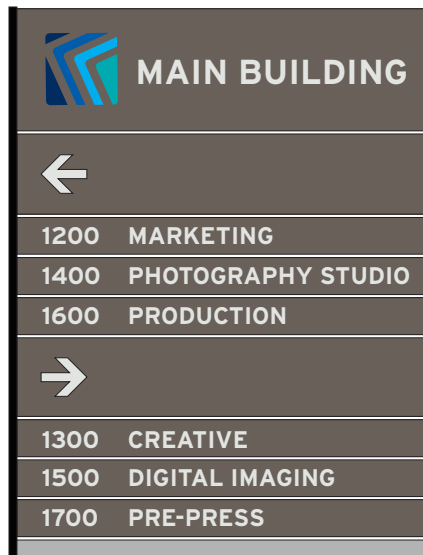 MAIN BUILDING
←
1200 MARKETING
1400 PHOTOGRAPHY STUDIO
1600 PRODUCTION
→
1300 CREATIVE
1500 DIGITAL IMAGING
1700 PRE-PRESS